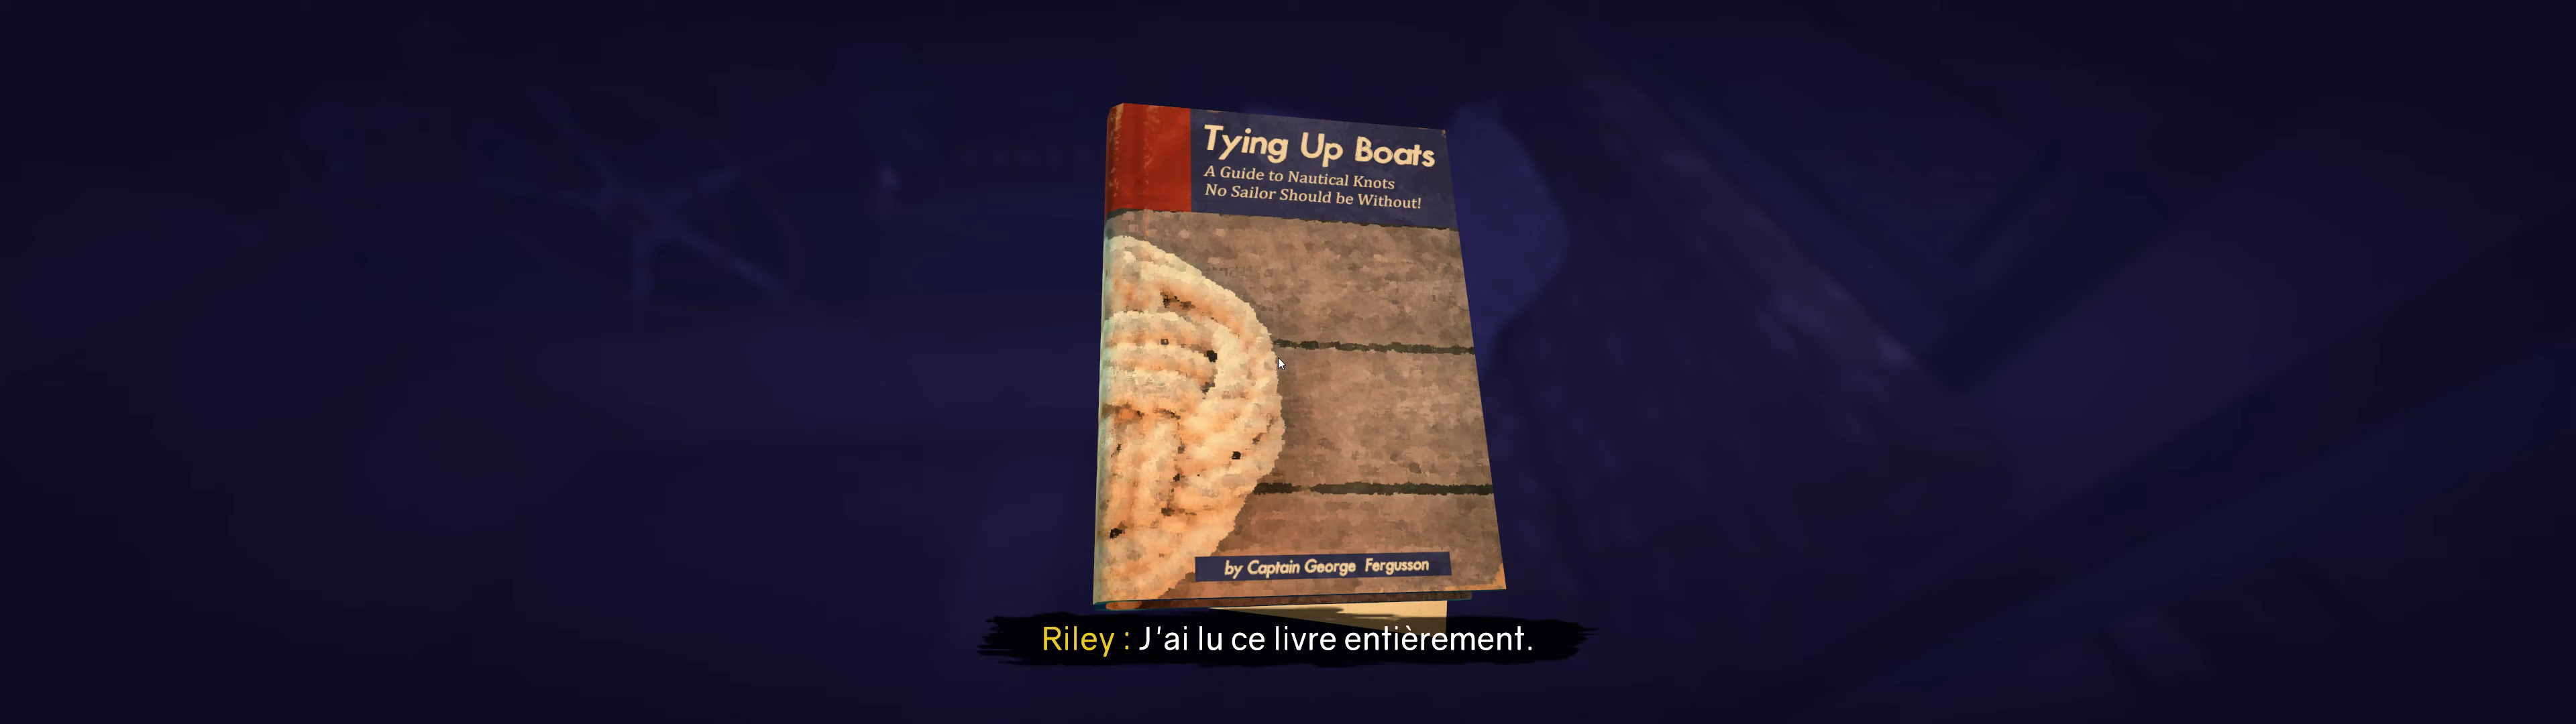 Tying Up Boats
A Guide to Nautical Knots
No Sailor Should be Without!
by Captain George Fergusson
Riley : J'ai lu ce livre entièrement.